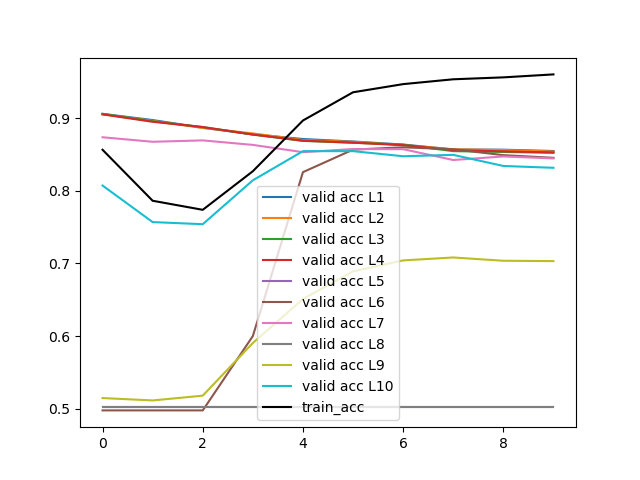 0.9
0.8
0.7
0.6
0.5
valid acc L1
valid acc L2
valid acc L3
valid acc L4
valid acc L5
valid acc L6
valid acc L7
valid acc L8
valid acc L9
valid acc L10
train_acc
0 2 4 6 8